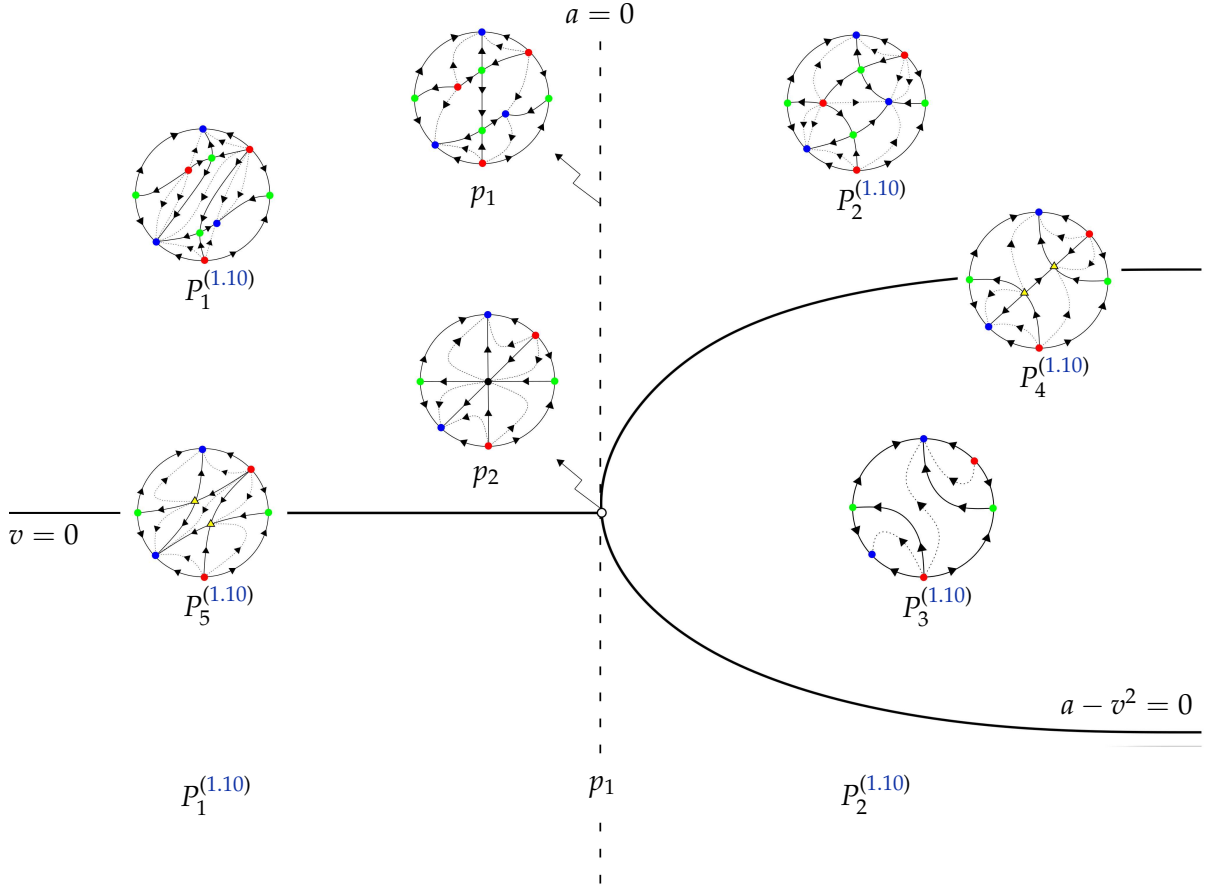 a = 0
p₁
P₁^(1.10)
P₂^(1.10)
P₄^(1.10)
p₂
v = 0
P₅^(1.10)
P₃^(1.10)
a − v² = 0
P₁^(1.10)
p₁
P₂^(1.10)